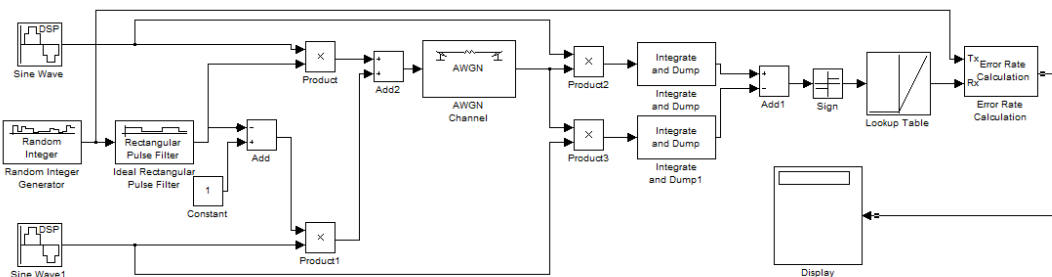 DSP
Sine Wave
×
Product
+
+
Add2
AWGN
AWGN
Channel
×
Product2
Integrate
and Dump
Integrate
and Dump
+
−
Add1
Sign
Lookup Table
Tx
Rx
Error Rate
Calculation
Error Rate
Calculation
Random
Integer
Random Integer
Generator
Rectangular
Pulse Filter
Ideal Rectangular
Pulse Filter
−
+
Add
1
Constant
×
Product3
Integrate
and Dump
Integrate
and Dump1
DSP
Sine Wave1
×
Product1
Display